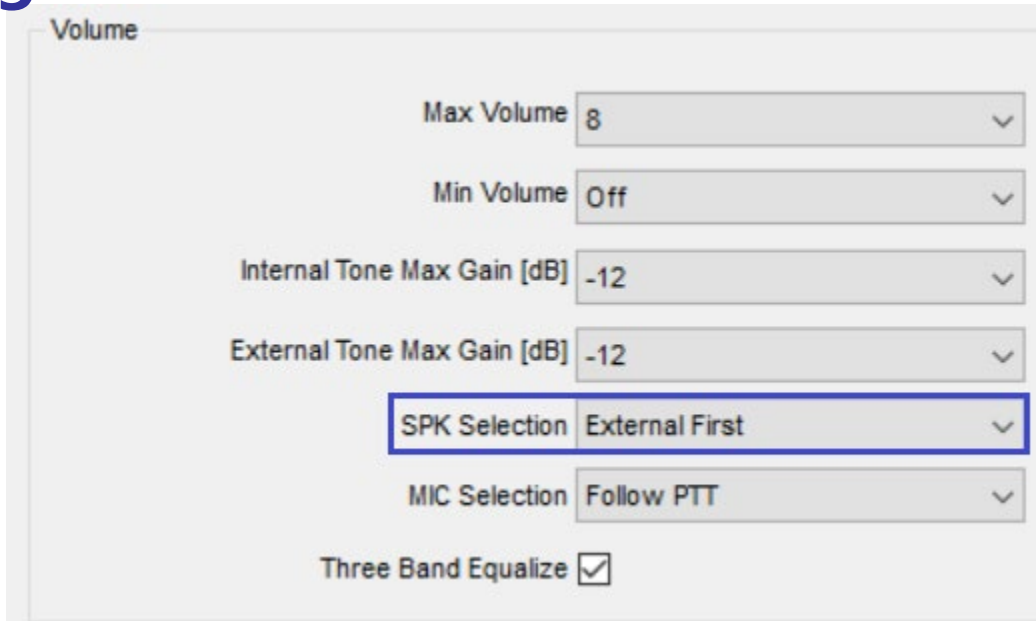 Volume
Max Volume 8
Min Volume Off
Internal Tone Max Gain [dB] -12
External Tone Max Gain [dB] -12
SPK Selection External First
MIC Selection Follow PTT
Three Band Equalize